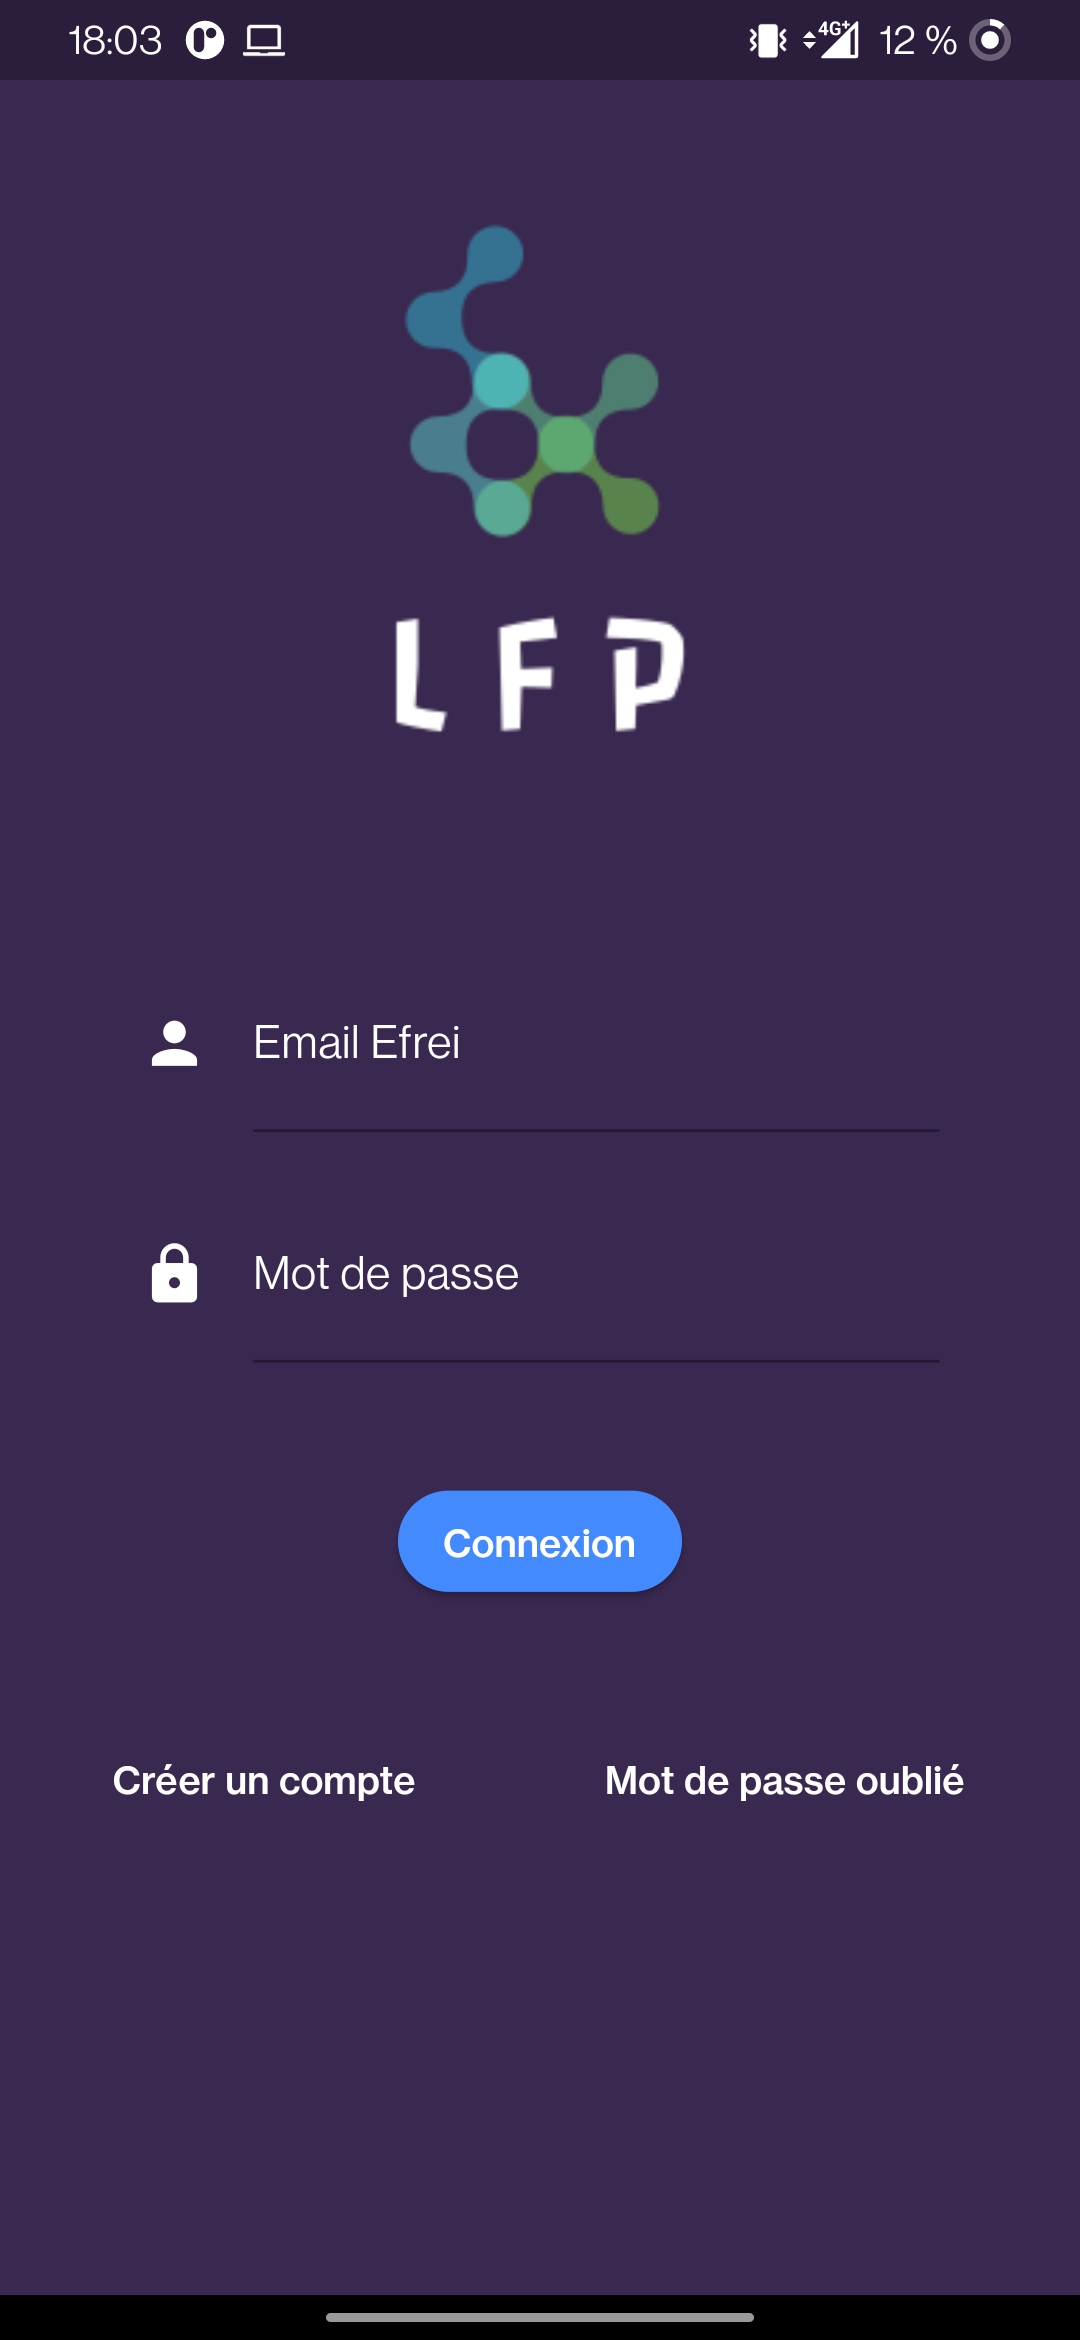 18:03
4G+
12 %
LFP
Email Efrei
Mot de passe
Connexion
Créer un compte
Mot de passe oublié